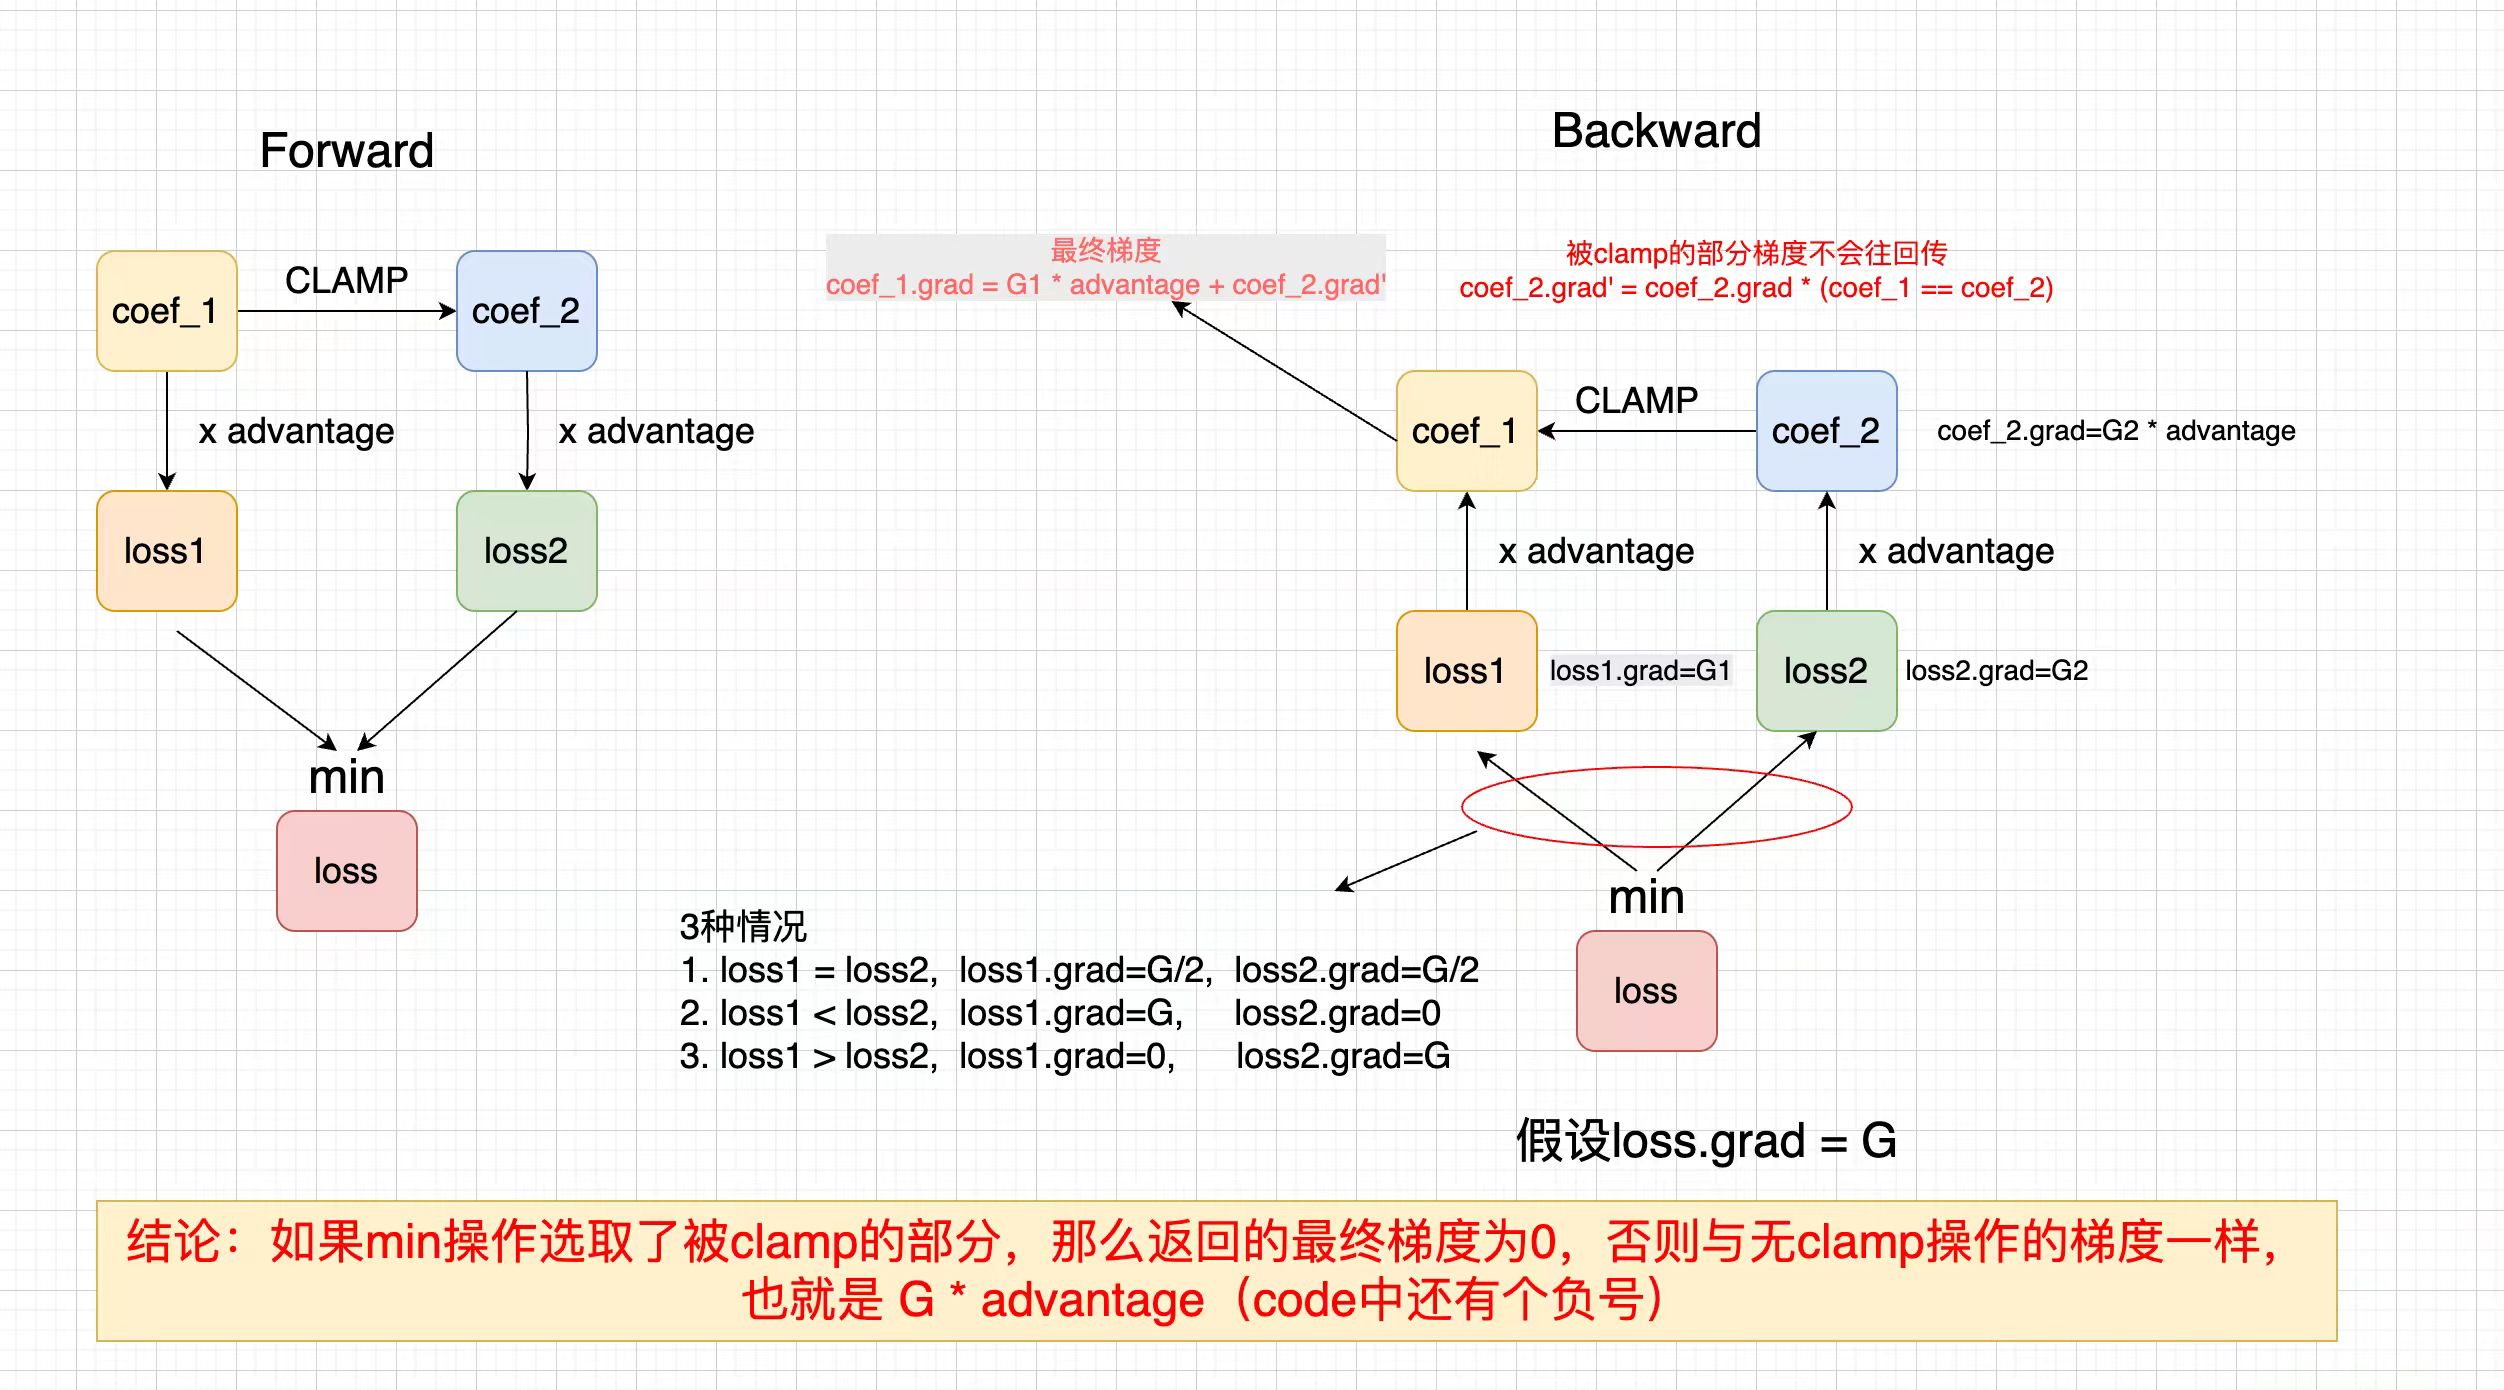 Forward
coef_1
CLAMP
coef_2
x advantage
x advantage
loss1
loss2
min
loss
Backward
最终梯度
coef_1.grad = G1 * advantage + coef_2.grad'
被clamp的部分梯度不会往回传
coef_2.grad' = coef_2.grad * (coef_1 == coef_2)
coef_1
CLAMP
coef_2
coef_2.grad=G2 * advantage
x advantage
x advantage
loss1
loss1.grad=G1
loss2
loss2.grad=G2
min
loss
3种情况
1. loss1 = loss2, loss1.grad=G/2, loss2.grad=G/2
2. loss1 < loss2, loss1.grad=G, loss2.grad=0
3. loss1 > loss2, loss1.grad=0, loss2.grad=G
假设loss.grad = G
结论：如果min操作选取了被clamp的部分，那么返回的最终梯度为0，否则与无clamp操作的梯度一样，
也就是 G * advantage（code中还有个负号）